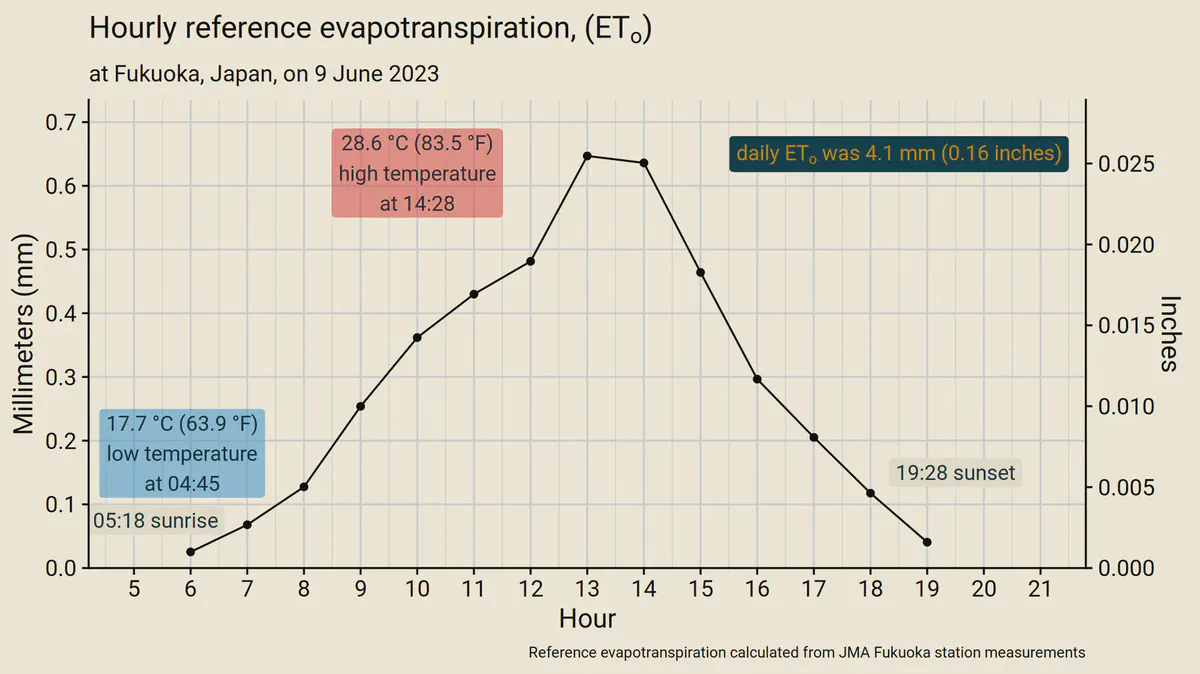 Hourly reference evapotranspiration, (ETo)
at Fukuoka, Japan, on 9 June 2023
Millimeters (mm)
0.7
0.6
0.5
0.4
0.3
0.2
0.1
0.0
28.6 °C (83.5 °F)
high temperature
at 14:28
daily ETo was 4.1 mm (0.16 inches)
17.7 °C (63.9 °F)
low temperature
at 04:45
05:18 sunrise
19:28 sunset
0.025
0.020
0.015
0.010
0.005
0.000
Inches
5 6 7 8 9 10 11 12 13 14 15 16 17 18 19 20 21
Hour
Reference evapotranspiration calculated from JMA Fukuoka station measurements